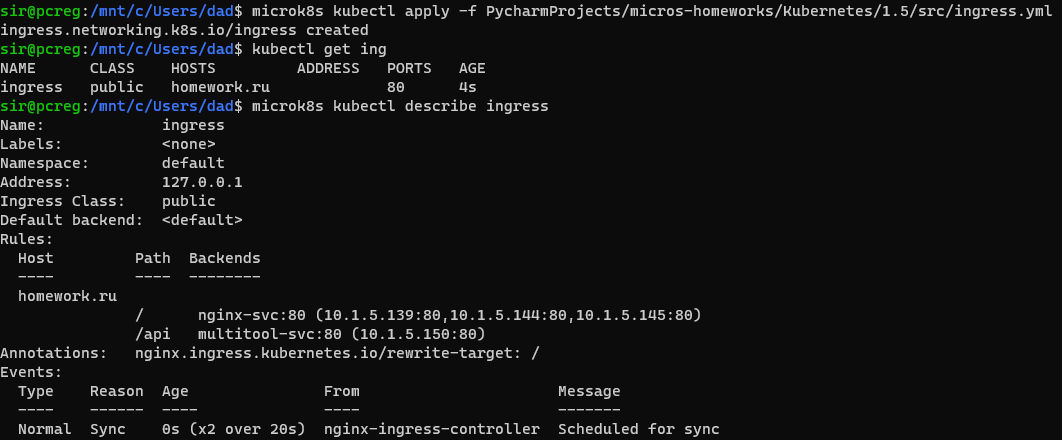 sir@pcreg:/mnt/c/Users/dad$ microk8s kubectl apply -f PycharmProjects/micros-homeworks/Kubernetes/1.5/src/ingress.yml
ingress.networking.k8s.io/ingress created
sir@pcreg:/mnt/c/Users/dad$ kubectl get ing
NAME      CLASS    HOSTS         ADDRESS   PORTS   AGE
ingress   public   homework.ru             80      4s
sir@pcreg:/mnt/c/Users/dad$ microk8s kubectl describe ingress
Name:             ingress
Labels:           <none>
Namespace:        default
Address:          127.0.0.1
Ingress Class:    public
Default backend:  <default>
Rules:
  Host         Path  Backends
  ----         ----  --------
  homework.ru
               /      nginx-svc:80 (10.1.5.139:80,10.1.5.144:80,10.1.5.145:80)
               /api   multitool-svc:80 (10.1.5.150:80)
Annotations:   nginx.ingress.kubernetes.io/rewrite-target: /
Events:
  Type    Reason  Age                From                      Message
  ----    ------  ----               ----                      -------
  Normal  Sync    0s (x2 over 20s)  nginx-ingress-controller  Scheduled for sync